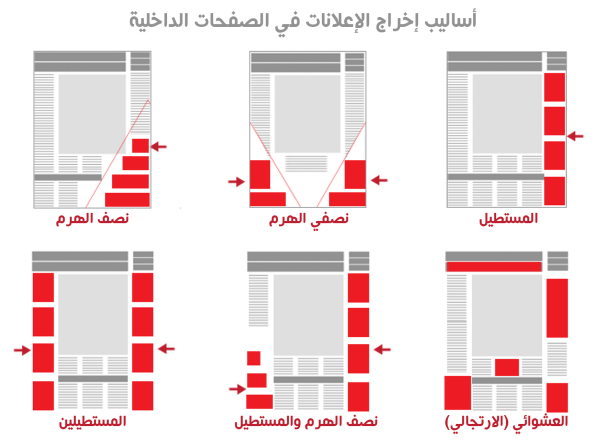 أساليب إخراج الإعلانات في الصفحات الداخلية
المستطيل
نصفي الهرم
نصف الهرم
العشوائي (الارتجالي)
نصف الهرم والمستطيل
المستطيلين